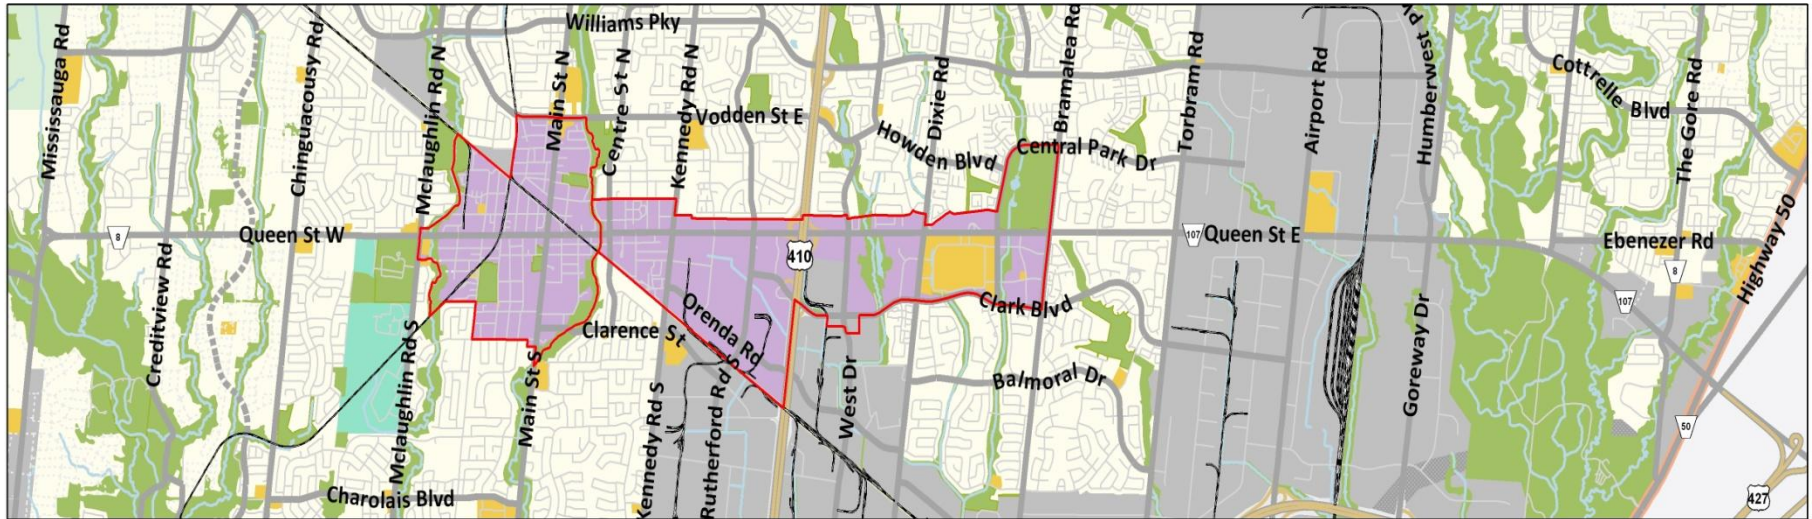 Williams Pky
Mississauga Rd
Chinguacousy Rd
Mclaughlin Rd N
Main St N
Centre St N
Kennedy Rd N
Vodden St E
Howden Blvd
Dixie Rd
Central Park Dr
Bramalea Rd
Torbram Rd
Airport Rd
Humberwest
Cottrelle Blvd
The Gore Rd
Highway 50
8
Queen St W
410
107
Queen St E
Ebenezer Rd
8
107
Creditview Rd
Mclaughlin Rd S
Main St S
Clarence St
Orenda Rd
Kennedy Rd S
Rutherford Rd S
West Dr
Clark Blvd
Balmoral Dr
Goreway Dr
50
Charolais Blvd
427